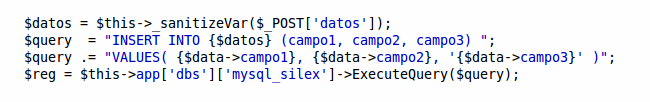 $datos = $this->_sanitizeVar($_POST['datos']);
$query  = "INSERT INTO {$datos} (campo1, campo2, campo3) ";
$query .= "VALUES( {$data->campo1}, {$data->campo2}, '{$data->campo3}' )";
$reg = $this->app['dbs']['mysql_silex']->ExecuteQuery($query);